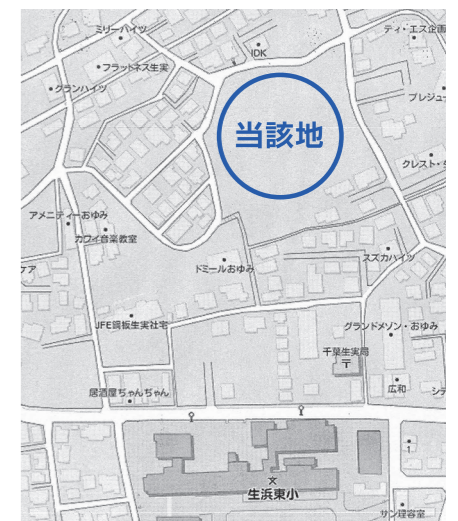 ミリーハイツ
IDK
ティ・エス企画
フラットネス生実
グランハイツ
プレジュー
当該地
クレスト・
アメニティーおゆみ
カワイ音楽教室
スズカハイツ
ケア
ドミールおゆみ
JFE鋼板生実社宅
グランドメゾン・おゆみ
千葉生実局
〒
居酒屋ちゃんちゃん
広和
シテ
1
生浜東小
サン理容室